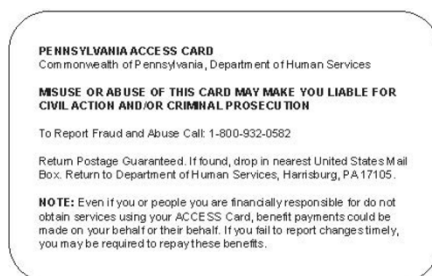 PENNSYLVANIA ACCESS CARD
Commonwealth of Pennsylvania, Department of Human Services
MISUSE OR ABUSE OF THIS CARD MAY MAKE YOU LIABLE FOR
CIVIL ACTION AND/OR CRIMINAL PROSECUTION
To Report Fraud and Abuse Call: 1-800-932-0582
Return Postage Guaranteed. If found, drop in nearest United States Mail
Box. Return to Department of Human Services, Harrisburg, PA 17105.
NOTE: Even if you or people you are financially responsible for do not
obtain services using your ACCESS Card, benefit payments could be
made on your behalf or their behalf. If you fail to report changes timely,
you may be required to repay these benefits.